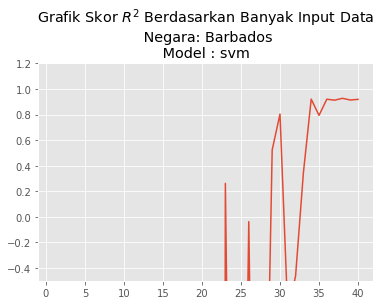 Grafik Skor $R^2$ Berdasarkan Banyak Input Data
Negara: Barbados
Model : svm
1.2
1.0
0.8
0.6
0.4
0.2
0.0
−0.2
−0.4
0 5 10 15 20 25 30 35 40